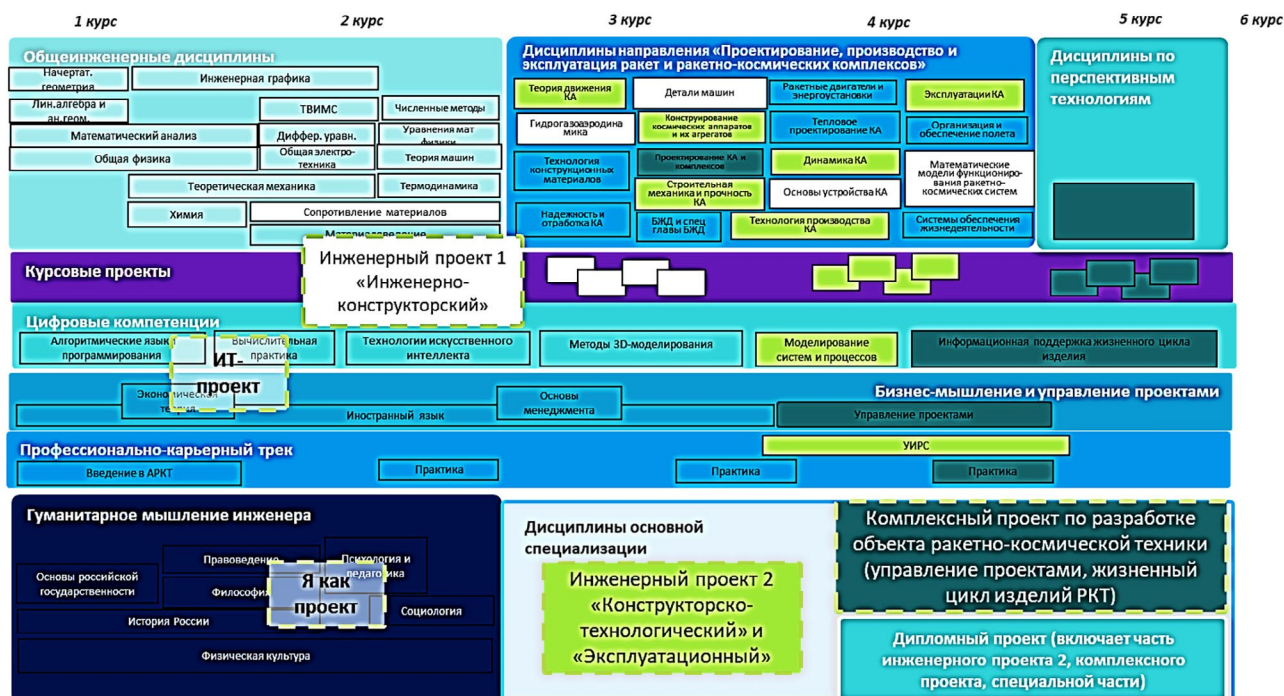 1 курс
2 курс
3 курс
4 курс
5 курс
6 курс
Общеинженерные дисциплины
Начертат.
геометрия
Инженерная графика
Лин.алгебра и
ан.геом.
ТВИМС
Численные методы
Математический анализ
Диффер. уравн.
Уравнения мат
физики
Общая физика
Общая электро-
техника
Теория машин
Теоретическая механика
Термодинамика
Химия
Сопротивление материалов
Материаловедение
Дисциплины направления «Проектирование, производство и
эксплуатация ракет и ракетно-космических комплексов»
Теория движения
КА
Детали машин
Ракетные двигатели и
энергоустановки
Эксплуатации КА
Гидрогазоаэродина
мика
Конструирование
космических аппаратов
и их агрегатов
Тепловое
проектирование КА
Организация и
обеспечение полета
Технология
конструкционных
материалов
Проектирование КА и
комплексов
Динамика КА
Математические
модели функциониро-
вания ракетно-
космических систем
Строительная
механика и прочность
КА
Основы устройства КА
Надежность и
отработка КА
БЖД и спец
главы БЖД
Технология производства
КА
Системы обеспечения
жизнедеятельности
Дисциплины по
перспективным
технологиям
Курсовые проекты
Инженерный проект 1
«Инженерно-
конструкторский»
Цифровые компетенции
Алгоритмические языки
программирования
Вычислительная
практика
Технологии искусственного
интеллекта
Методы 3D-моделирования
Моделирование
систем и процессов
Информационная поддержка жизненного цикла
изделия
ИТ-
проект
Экономическая
теория
Иностранный язык
Основы
менеджмента
Бизнес-мышление и управление проектами
Управление проектами
Профессионально-карьерный трек
УИРС
Введение в АРКТ
Практика
Практика
Практика
Гуманитарное мышление инженера
Правоведение
Психология и
педагогика
Основы российской
государственности
Философия
Я как
проект
Социология
История России
Физическая культура
Дисциплины основной
специализации
Инженерный проект 2
«Конструкторско-
технологический» и
«Эксплуатационный»
Комплексный проект по разработке
объекта ракетно-космической техники
(управление проектами, жизненный
цикл изделий РКТ)
Дипломный проект (включает часть
инженерного проекта 2, комплексного
проекта, специальной части)